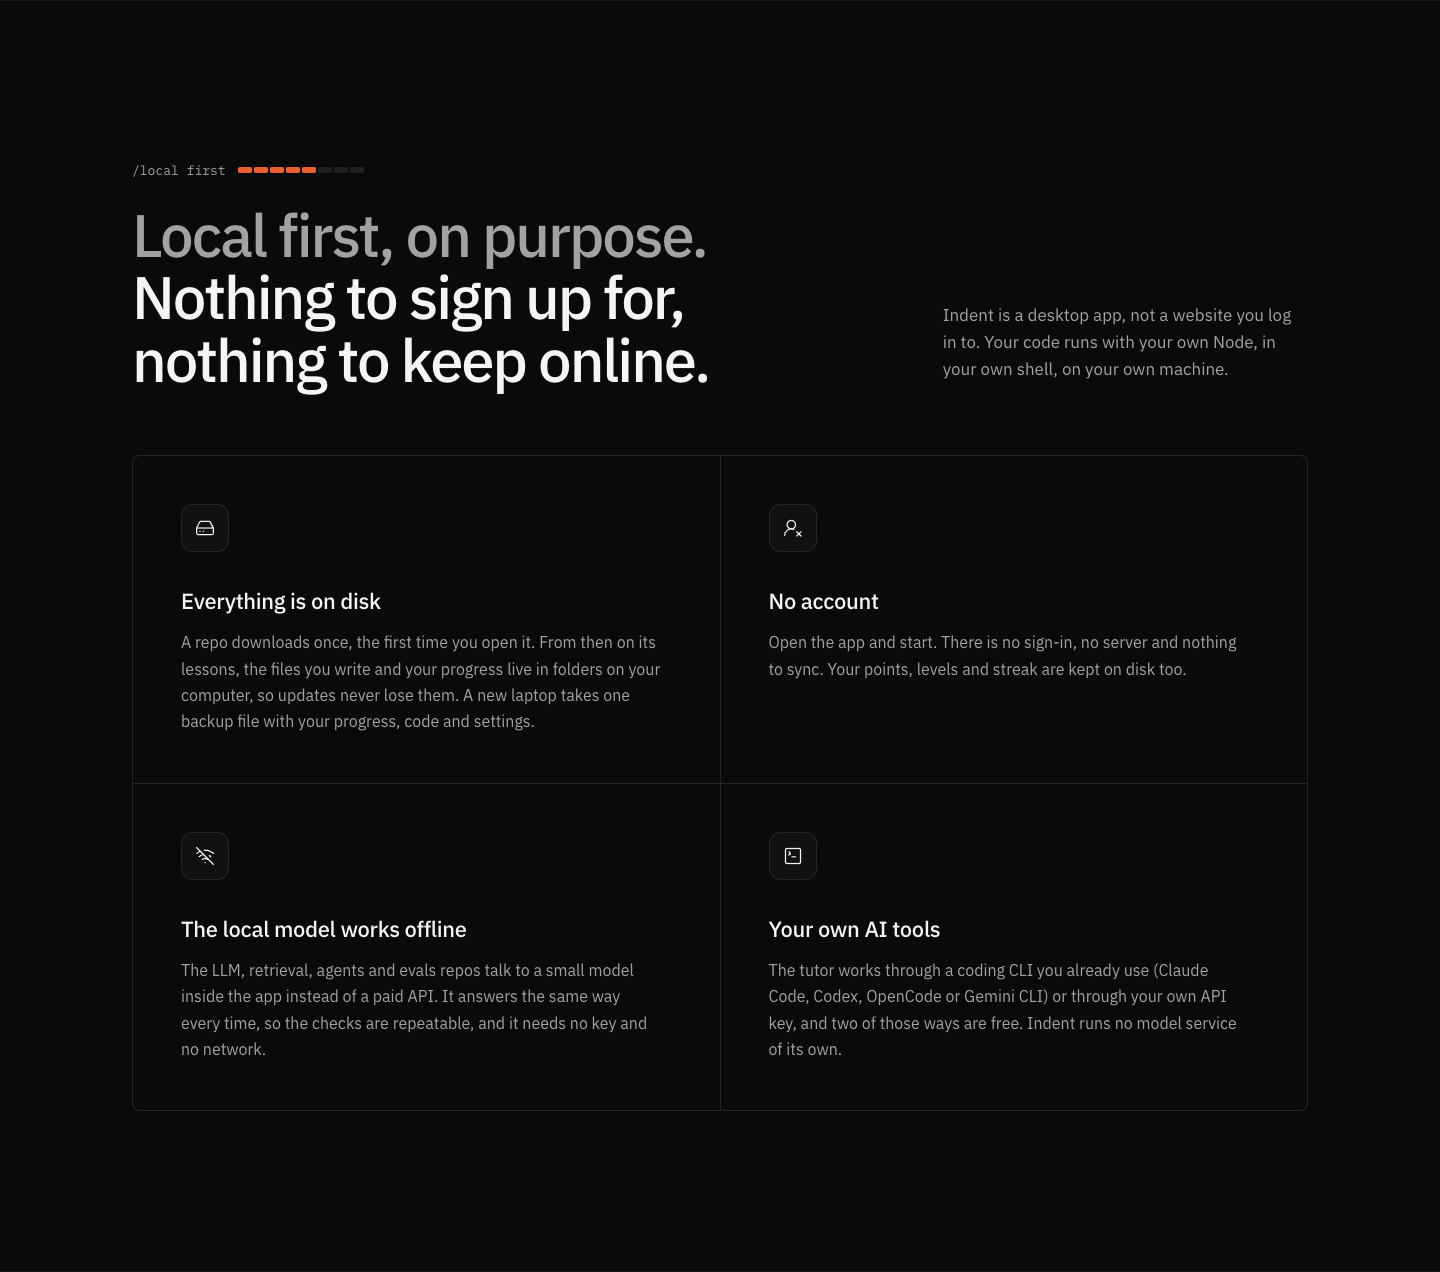 /local first
Local first, on purpose.
Nothing to sign up for,
nothing to keep online.
Indent is a desktop app, not a website you log
in to. Your code runs with your own Node, in
your own shell, on your own machine.
Everything is on disk
A repo downloads once, the first time you open it. From then on its
lessons, the files you write and your progress live in folders on your
computer, so updates never lose them. A new laptop takes one
backup file with your progress, code and settings.
No account
Open the app and start. There is no sign-in, no server and nothing
to sync. Your points, levels and streak are kept on disk too.
The local model works offline
The LLM, retrieval, agents and evals repos talk to a small model
inside the app instead of a paid API. It answers the same way
every time, so the checks are repeatable, and it needs no key and
no network.
Your own AI tools
The tutor works through a coding CLI you already use (Claude
Code, Codex, OpenCode or Gemini CLI) or through your own API
key, and two of those ways are free. Indent runs no model service
of its own.